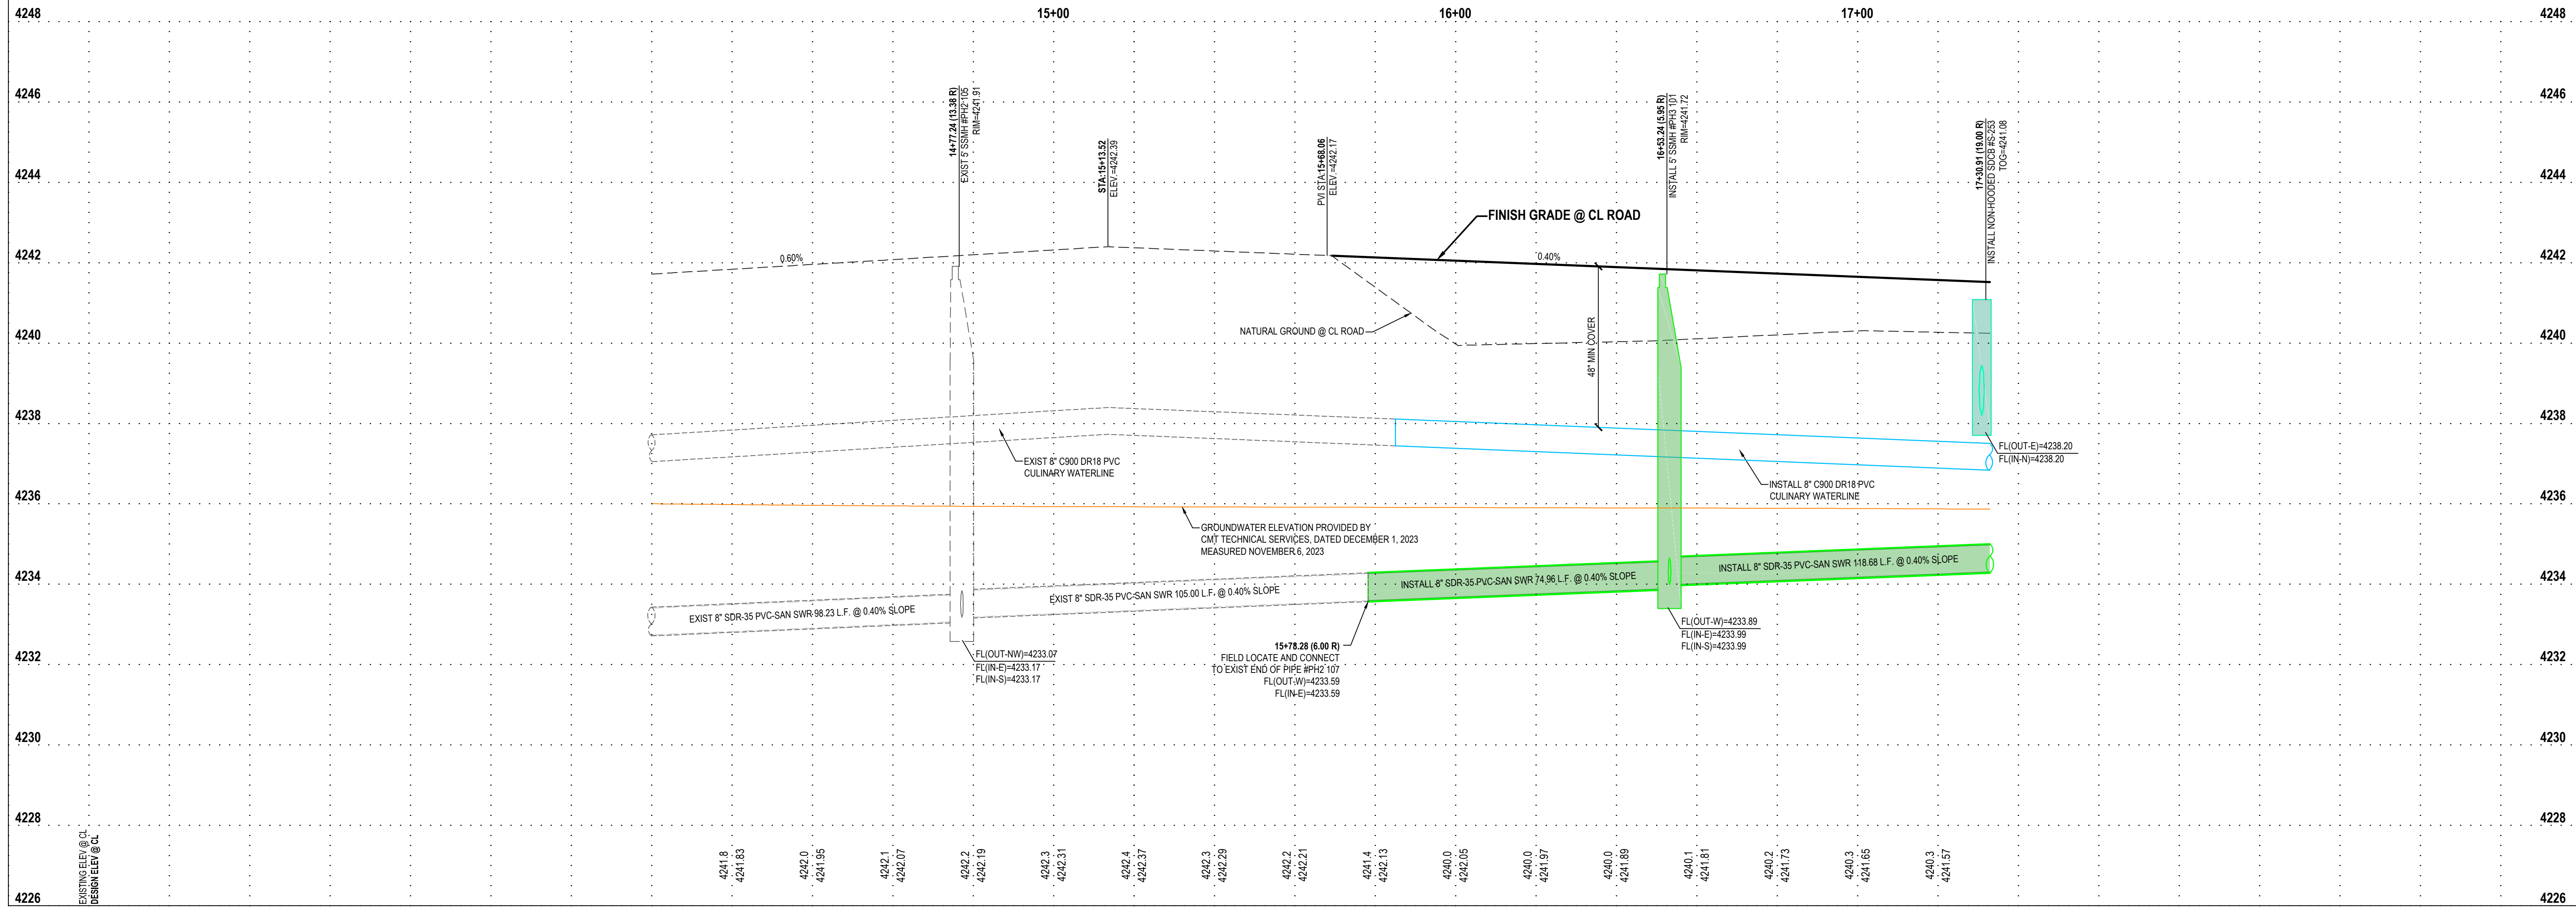 15+00
16+00
17+00
4248
4248
4246
4246
4244
4244
4242
4242
4240
4240
4238
4238
4236
4236
4234
4234
4232
4232
4230
4230
4228
4228
4226
4226
14+77.24 (13.38 R)
EXIST 5' SSMH #PH2 105
RIM=4241.91
STA:15+13.52
ELEV.=4242.39
PVI STA:15+68.06
ELEV.=4242.17
16+53.24 (5.95 R)
INSTALL 5' SSMH #PH3 101
RIM=4241.72
17+30.91 (19.00 R)
INSTALL NON-HOODED SDCB #S-253
TOG=4241.08
FINISH GRADE @ CL ROAD
0.60%
0.40%
NATURAL GROUND @ CL ROAD
48" MIN COVER
FL(OUT-E)=4238.20
FL(IN-N)=4238.20
EXIST 8" C900 DR18 PVC
CULINARY WATERLINE
INSTALL 8" C900 DR18 PVC
CULINARY WATERLINE
GROUNDWATER ELEVATION PROVIDED BY
CMT TECHNICAL SERVICES, DATED DECEMBER 1, 2023
MEASURED NOVEMBER 6, 2023
EXIST 8" SDR-35 PVC-SAN SWR 98.23 L.F. @ 0.40% SLOPE
EXIST 8" SDR-35 PVC-SAN SWR 105.00 L.F. @ 0.40% SLOPE
INSTALL 8" SDR-35 PVC-SAN SWR 74.96 L.F. @ 0.40% SLOPE
INSTALL 8" SDR-35 PVC-SAN SWR 118.68 L.F. @ 0.40% SLOPE
FL(OUT-NW)=4233.07
FL(IN-E)=4233.17
FL(IN-S)=4233.17
15+78.28 (6.00 R)
FIELD LOCATE AND CONNECT
TO EXIST END OF PIPE #PH2 107
FL(OUT-W)=4233.59
FL(IN-E)=4233.59
FL(OUT-W)=4233.89
FL(IN-E)=4233.99
FL(IN-S)=4233.99
EXISTING ELEV @ CL
DESIGN ELEV @ CL
4241.8
4241.83
4242.0
4241.95
4242.1
4242.07
4242.2
4242.19
4242.3
4242.31
4242.4
4242.37
4242.3
4242.29
4242.2
4242.21
4241.4
4242.13
4240.0
4242.05
4240.0
4241.97
4240.0
4241.89
4240.1
4241.81
4240.2
4241.73
4240.3
4241.65
4240.3
4241.57